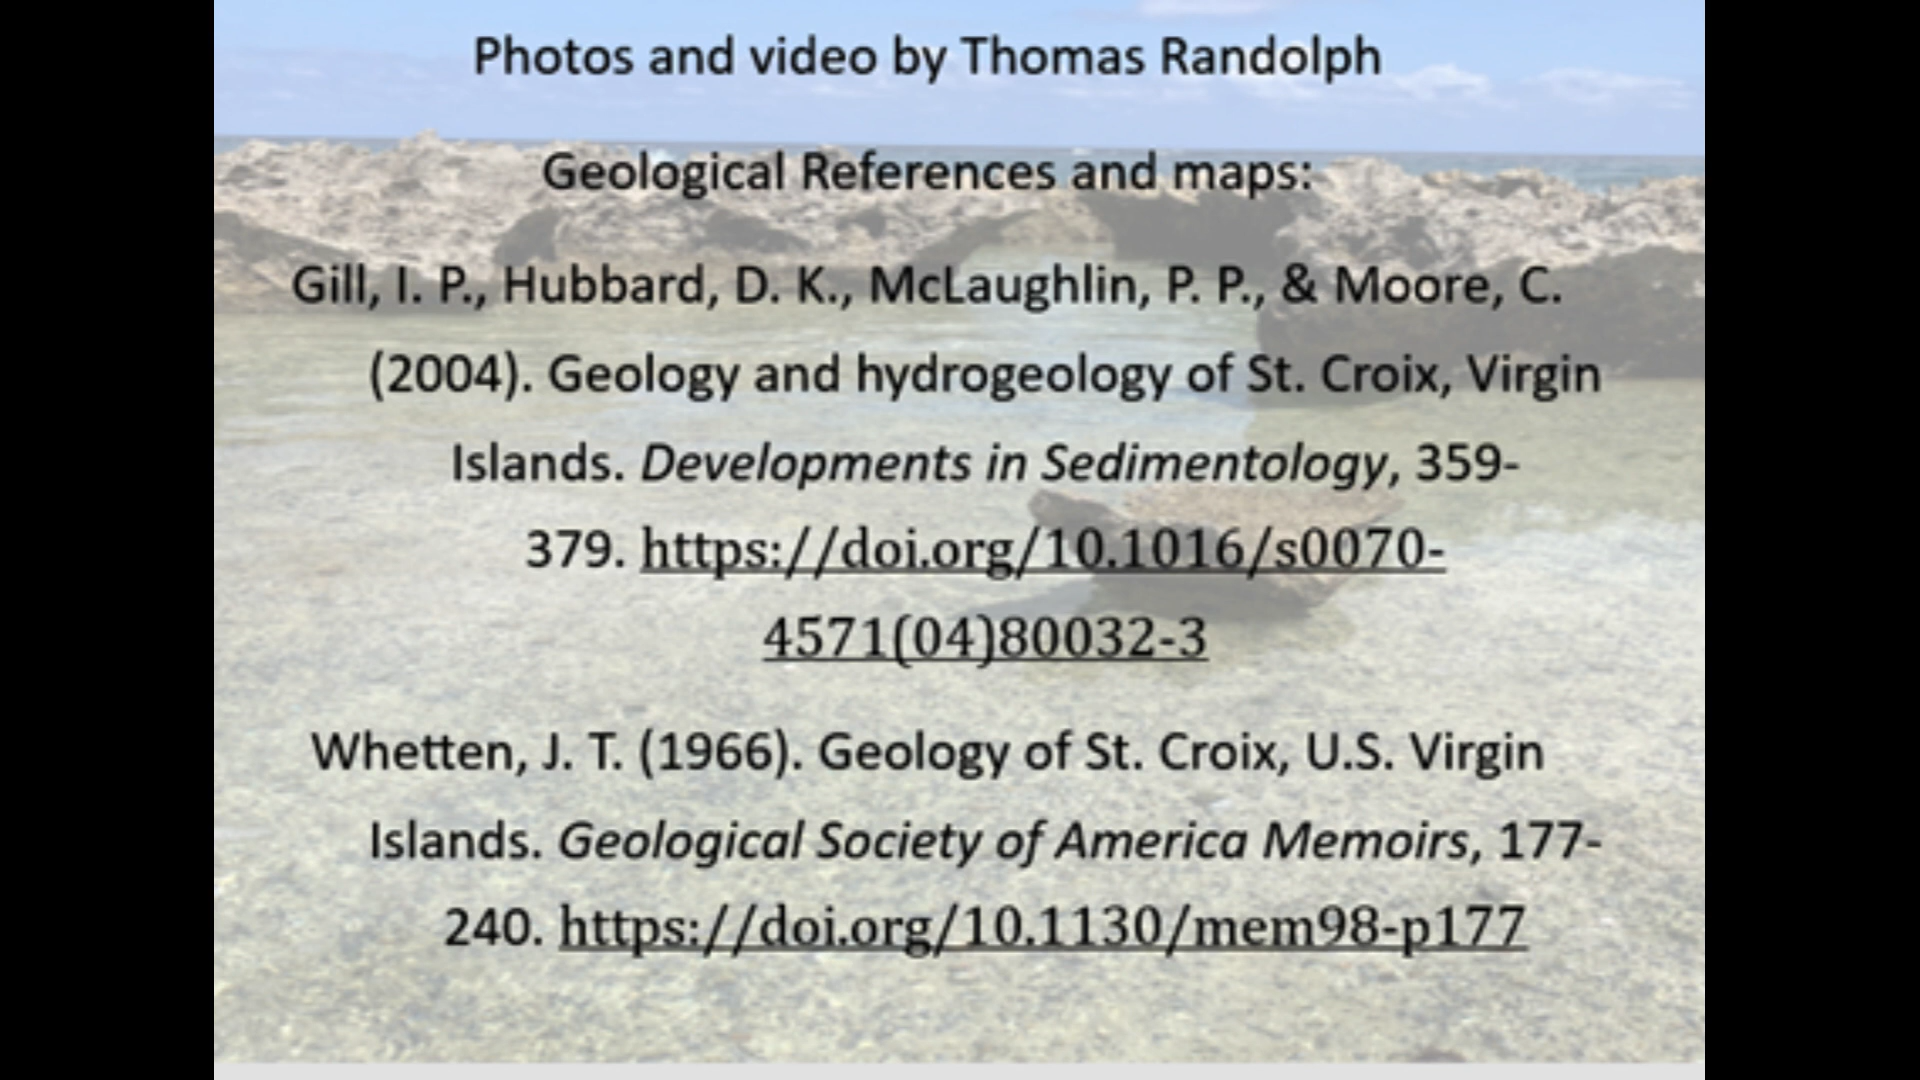 Photos and video by Thomas Randolph
Geological References and maps:
Gill, I. P., Hubbard, D. K., McLaughlin, P. P., & Moore, C.
(2004). Geology and hydrogeology of St. Croix, Virgin
Islands. Developments in Sedimentology, 359-
379. https://doi.org/10.1016/s0070-
4571(04)80032-3
Whetten, J. T. (1966). Geology of St. Croix, U.S. Virgin
Islands. Geological Society of America Memoirs, 177-
240. https://doi.org/10.1130/mem98-p177